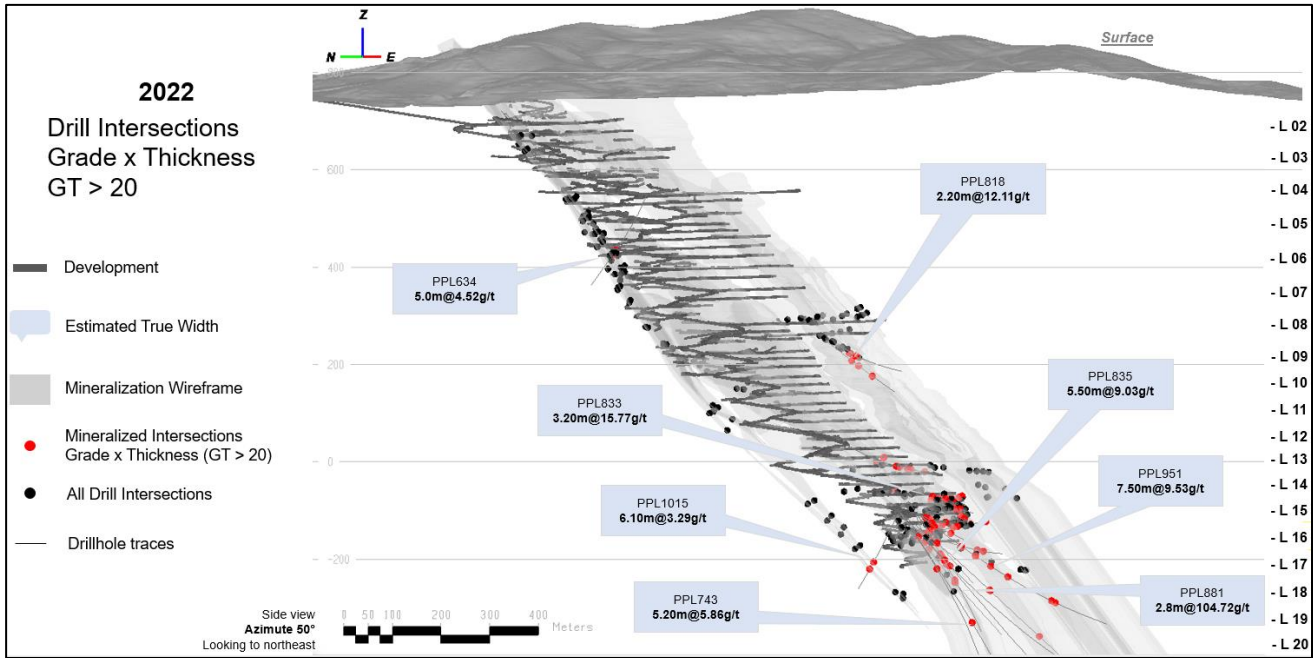 Z
N
E
Surface
2022
Drill Intersections
Grade x Thickness
GT > 20
Development
Estimated True Width
Mineralization Wireframe
Mineralized Intersections
Grade x Thickness (GT > 20)
All Drill Intersections
Drillhole traces
600
400
200
0
-200
PPL818
2.20m@12.11g/t
PPL634
5.0m@4.52g/t
PPL835
5.50m@9.03g/t
PPL833
3.20m@15.77g/t
PPL951
7.50m@9.53g/t
PPL1015
6.10m@3.29g/t
PPL881
2.8m@104.72g/t
PPL743
5.20m@5.86g/t
- L 02
- L 03
- L 04
- L 05
- L 06
- L 07
- L 08
- L 09
- L 10
- L 11
- L 12
- L 13
- L 14
- L 15
- L 16
- L 17
- L 18
- L 19
- L 20
Side view
Azimuth 50°
Looking to northeast
0 50 100 200 300 400
Meters